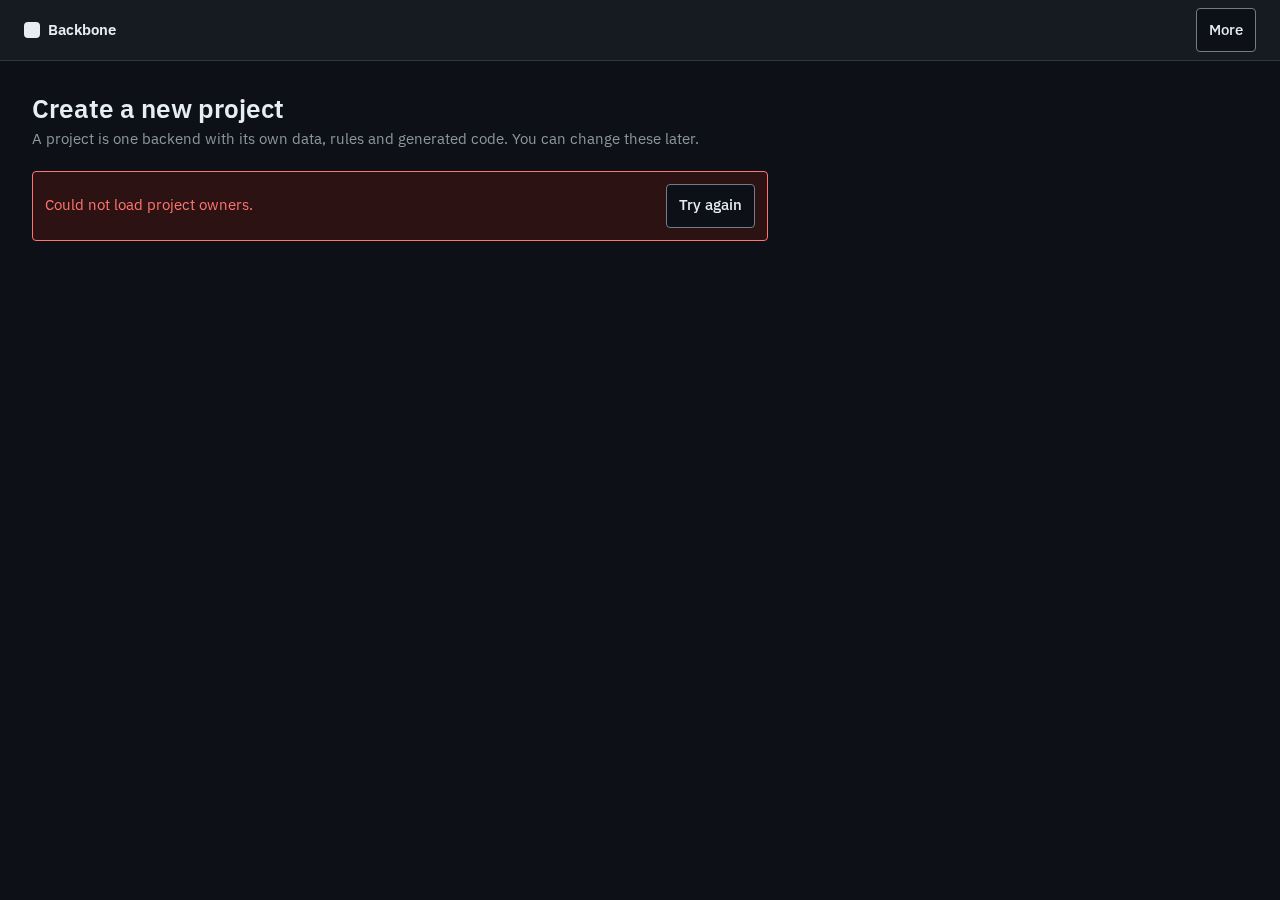 Backbone
More
Create a new project
A project is one backend with its own data, rules and generated code. You can change these later.
Could not load project owners.
Try again